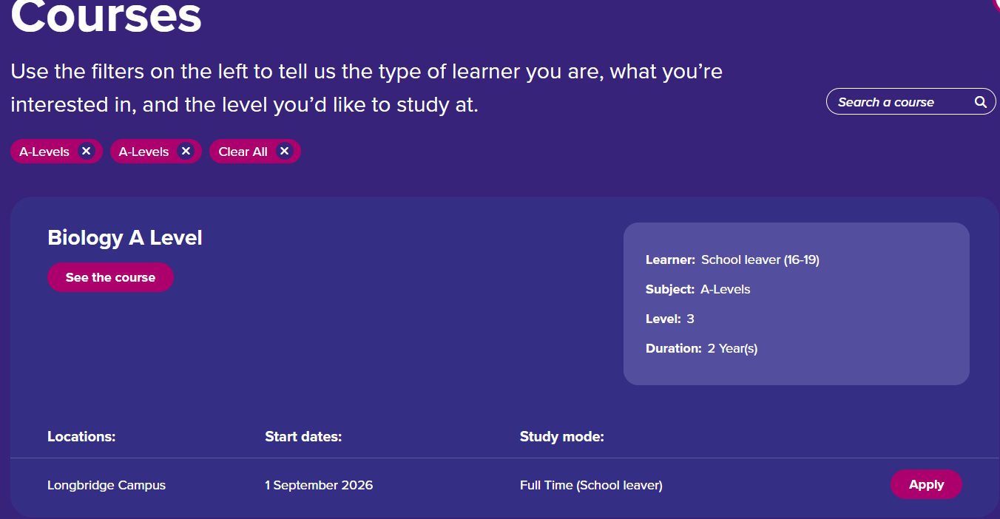 Courses
Use the filters on the left to tell us the type of learner you are, what you’re
interested in, and the level you’d like to study at.
Search a course
A-Levels
A-Levels
Clear All
Biology A Level
See the course
Learner: School leaver (16-19)
Subject: A-Levels
Level: 3
Duration: 2 Year(s)
Locations: Start dates: Study mode:
Longbridge Campus 1 September 2026 Full Time (School leaver) Apply